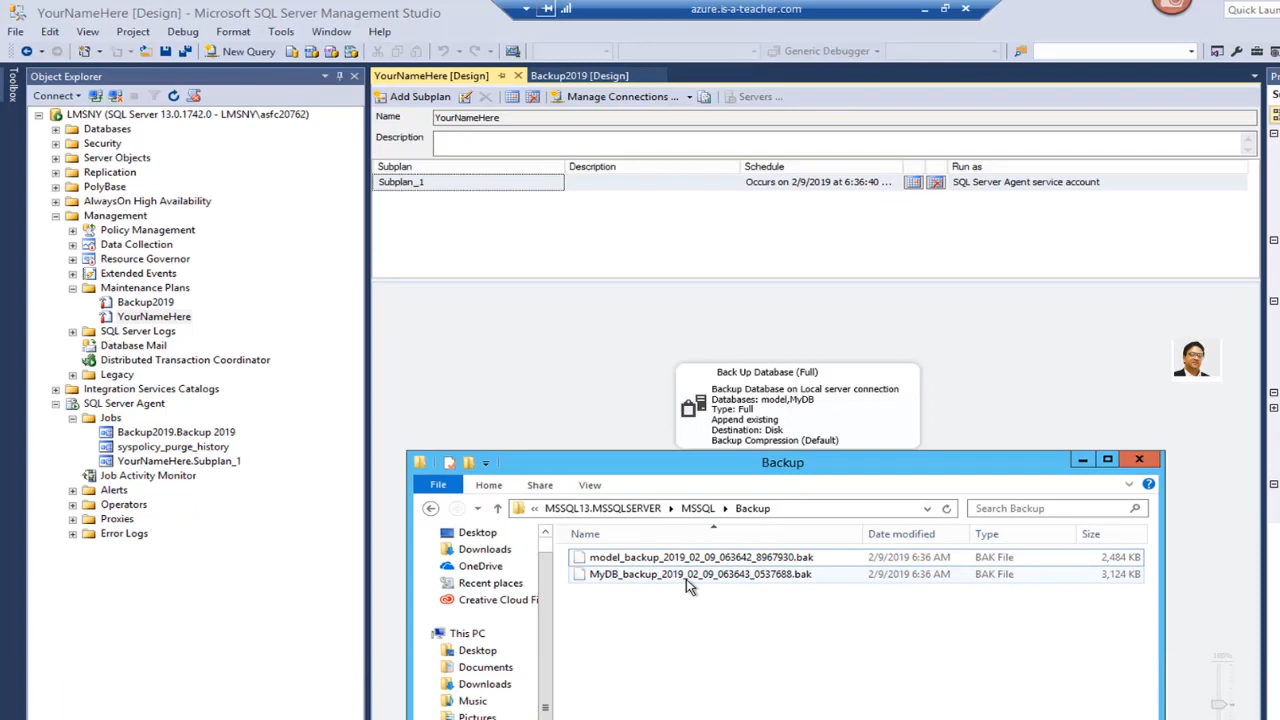 YourNameHere [Design] - Microsoft SQL Server Management Studio
azure.is-a-teacher.com
Quick Laun
File Edit View Project Debug Format Tools Window Help
New Query
Generic Debugger
Toolbox
Object Explorer
YourNameHere [Design]
Backup2019 [Design]
Connect
Add Subplan
Manage Connections ...
Servers ...
LMSNY (SQL Server 13.0.1742.0 - LMSNY\asfc20762)
Name YourNameHere
Databases
Description
Security
Server Objects
Subplan Description Schedule Run as
Replication
Subplan_1 Occurs on 2/9/2019 at 6:36:40 ... SQL Server Agent service account
PolyBase
AlwaysOn High Availability
Management
Policy Management
Data Collection
Resource Governor
Extended Events
Maintenance Plans
Backup2019
YourNameHere
SQL Server Logs
Database Mail
Distributed Transaction Coordinator
Legacy
Integration Services Catalogs
SQL Server Agent
Jobs
Backup2019.Backup 2019
syspolicy_purge_history
YourNameHere.Subplan_1
Job Activity Monitor
Alerts
Operators
Proxies
Error Logs
Back Up Database (Full)
Backup Database on Local server connection
Databases: model,MyDB
Type: Full
Append existing
Destination: Disk
Backup Compression (Default)
Backup
File Home Share View
« MSSQL13.MSSQLSERVER MSSQL Backup
Search Backup
Desktop
Downloads
OneDrive
Recent places
Creative Cloud Fi
This PC
Desktop
Documents
Downloads
Music
Pictures
Name Date modified Type Size
model_backup_2019_02_09_063642_8967930.bak 2/9/2019 6:36 AM BAK File 2,484 KB
MyDB_backup_2019_02_09_063643_0537688.bak 2/9/2019 6:36 AM BAK File 3,124 KB